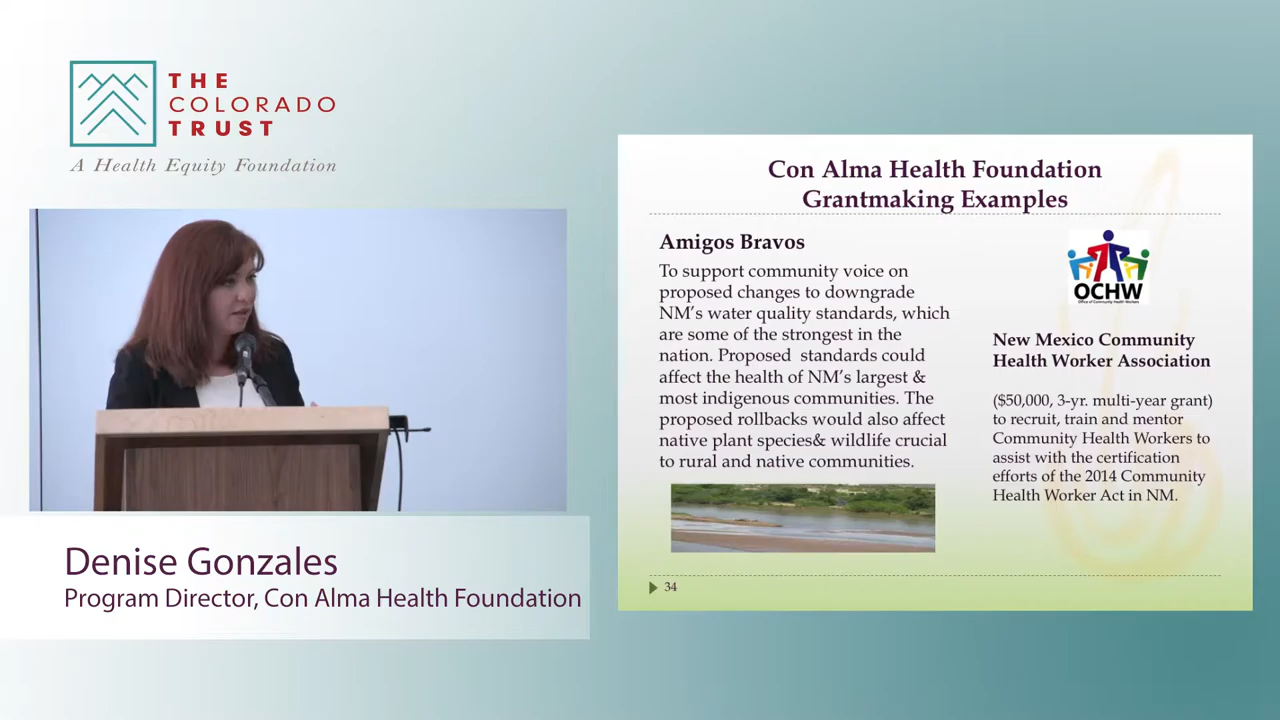 THE
COLORADO
TRUST
A Health Equity Foundation
Denise Gonzales
Program Director, Con Alma Health Foundation
Con Alma Health Foundation
Grantmaking Examples
Amigos Bravos
To support community voice on
proposed changes to downgrade
NM's water quality standards, which
are some of the strongest in the
nation. Proposed  standards could
affect the health of NM's largest &
most indigenous communities. The
proposed rollbacks would also affect
native plant species& wildlife crucial
to rural and native communities.
OCHW
Office of Community Health Workers
New Mexico Community
Health Worker Association
($50,000, 3-yr. multi-year grant)
to recruit, train and mentor
Community Health Workers to
assist with the certification
efforts of the 2014 Community
Health Worker Act in NM.
34